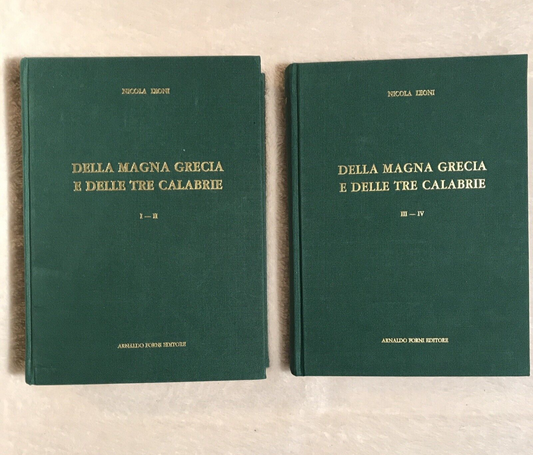 NICOLA LEONI
DELLA MAGNA GRECIA
E DELLE TRE CALABRIE
I — II
ARNALDO FORNI EDITORE
NICOLA LEONI
DELLA MAGNA GRECIA
E DELLE TRE CALABRIE
III — IV
ARNALDO FORNI EDITORE